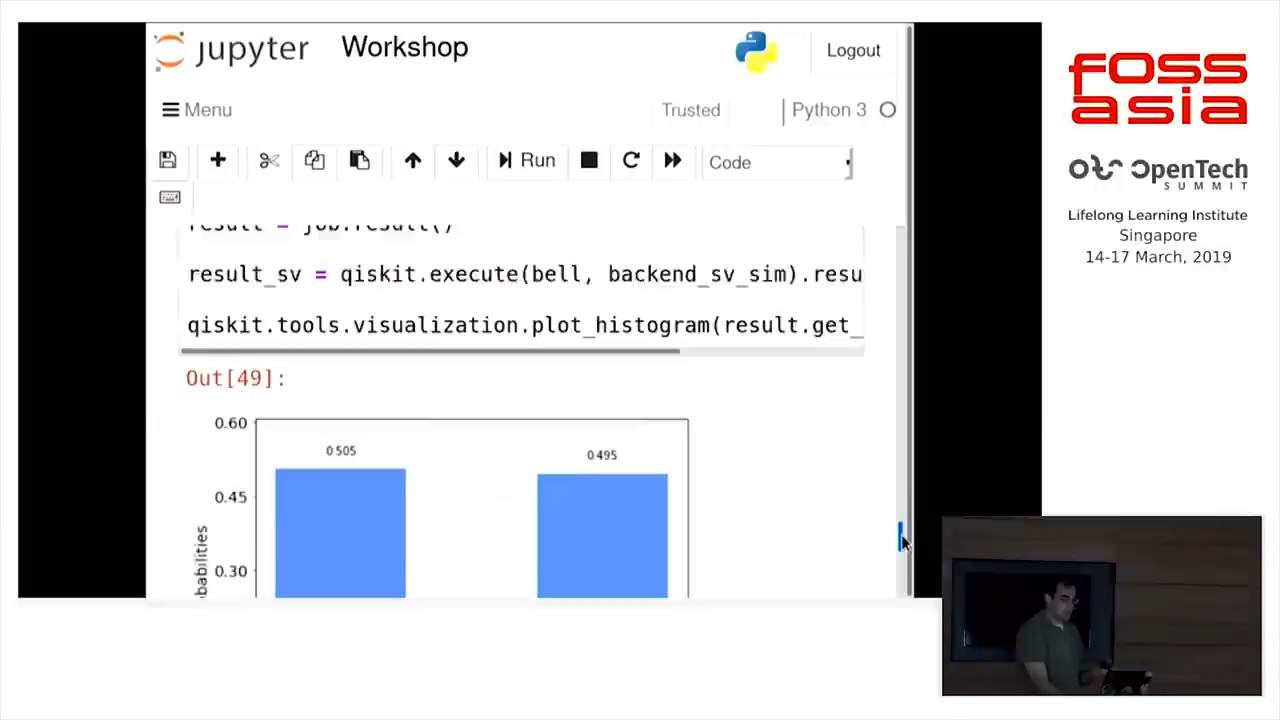 jupyter Workshop Logout
Menu Trusted Python 3
Run Code
result = job.result()
result_sv = qiskit.execute(bell, backend_sv_sim).resu
qiskit.tools.visualization.plot_histogram(result.get_
Out[49]:
0.60
0.505
0.495
0.45
babilities
0.30
fOSS
asia
OpenTech
SUMMIT
Lifelong Learning Institute
Singapore
14-17 March, 2019